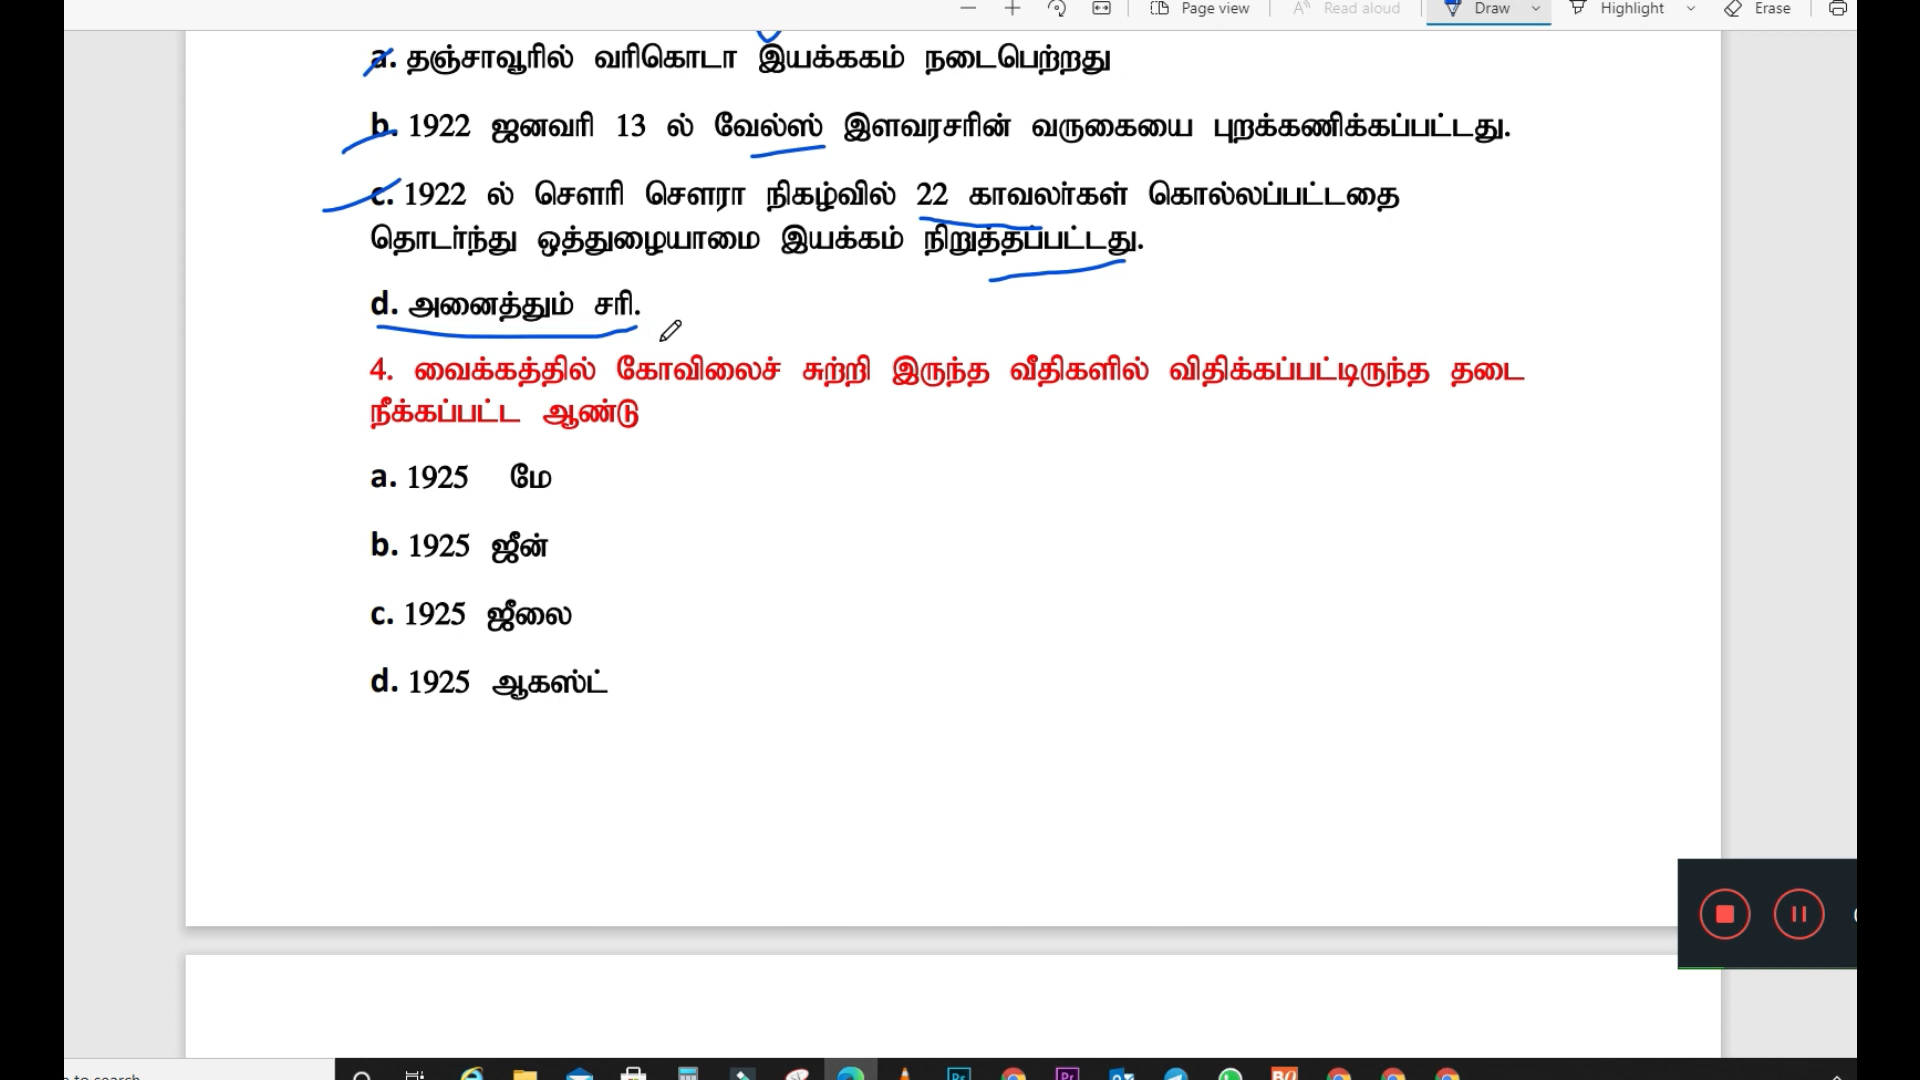 Page view
Read aloud
Draw
Highlight
Erase
a. தஞ்சாவூரில் வரிகொடா இயக்ககம் நடைபெற்றது
b. 1922 ஜனவரி 13 ல் வேல்ஸ் இளவரசரின் வருகையை புறக்கணிக்கப்பட்டது.
c. 1922 ல் சௌரி சௌரா நிகழ்வில் 22 காவலர்கள் கொல்லப்பட்டதை
தொடர்ந்து ஒத்துழையாமை இயக்கம் நிறுத்தப்பட்டது.
d. அனைத்தும் சரி.
4. வைக்கத்தில் கோவிலைச் சுற்றி இருந்த வீதிகளில் விதிக்கப்பட்டிருந்த தடை
நீக்கப்பட்ட ஆண்டு
a. 1925 மே
b. 1925 ஜீன்
c. 1925 ஜீலை
d. 1925 ஆகஸ்ட்